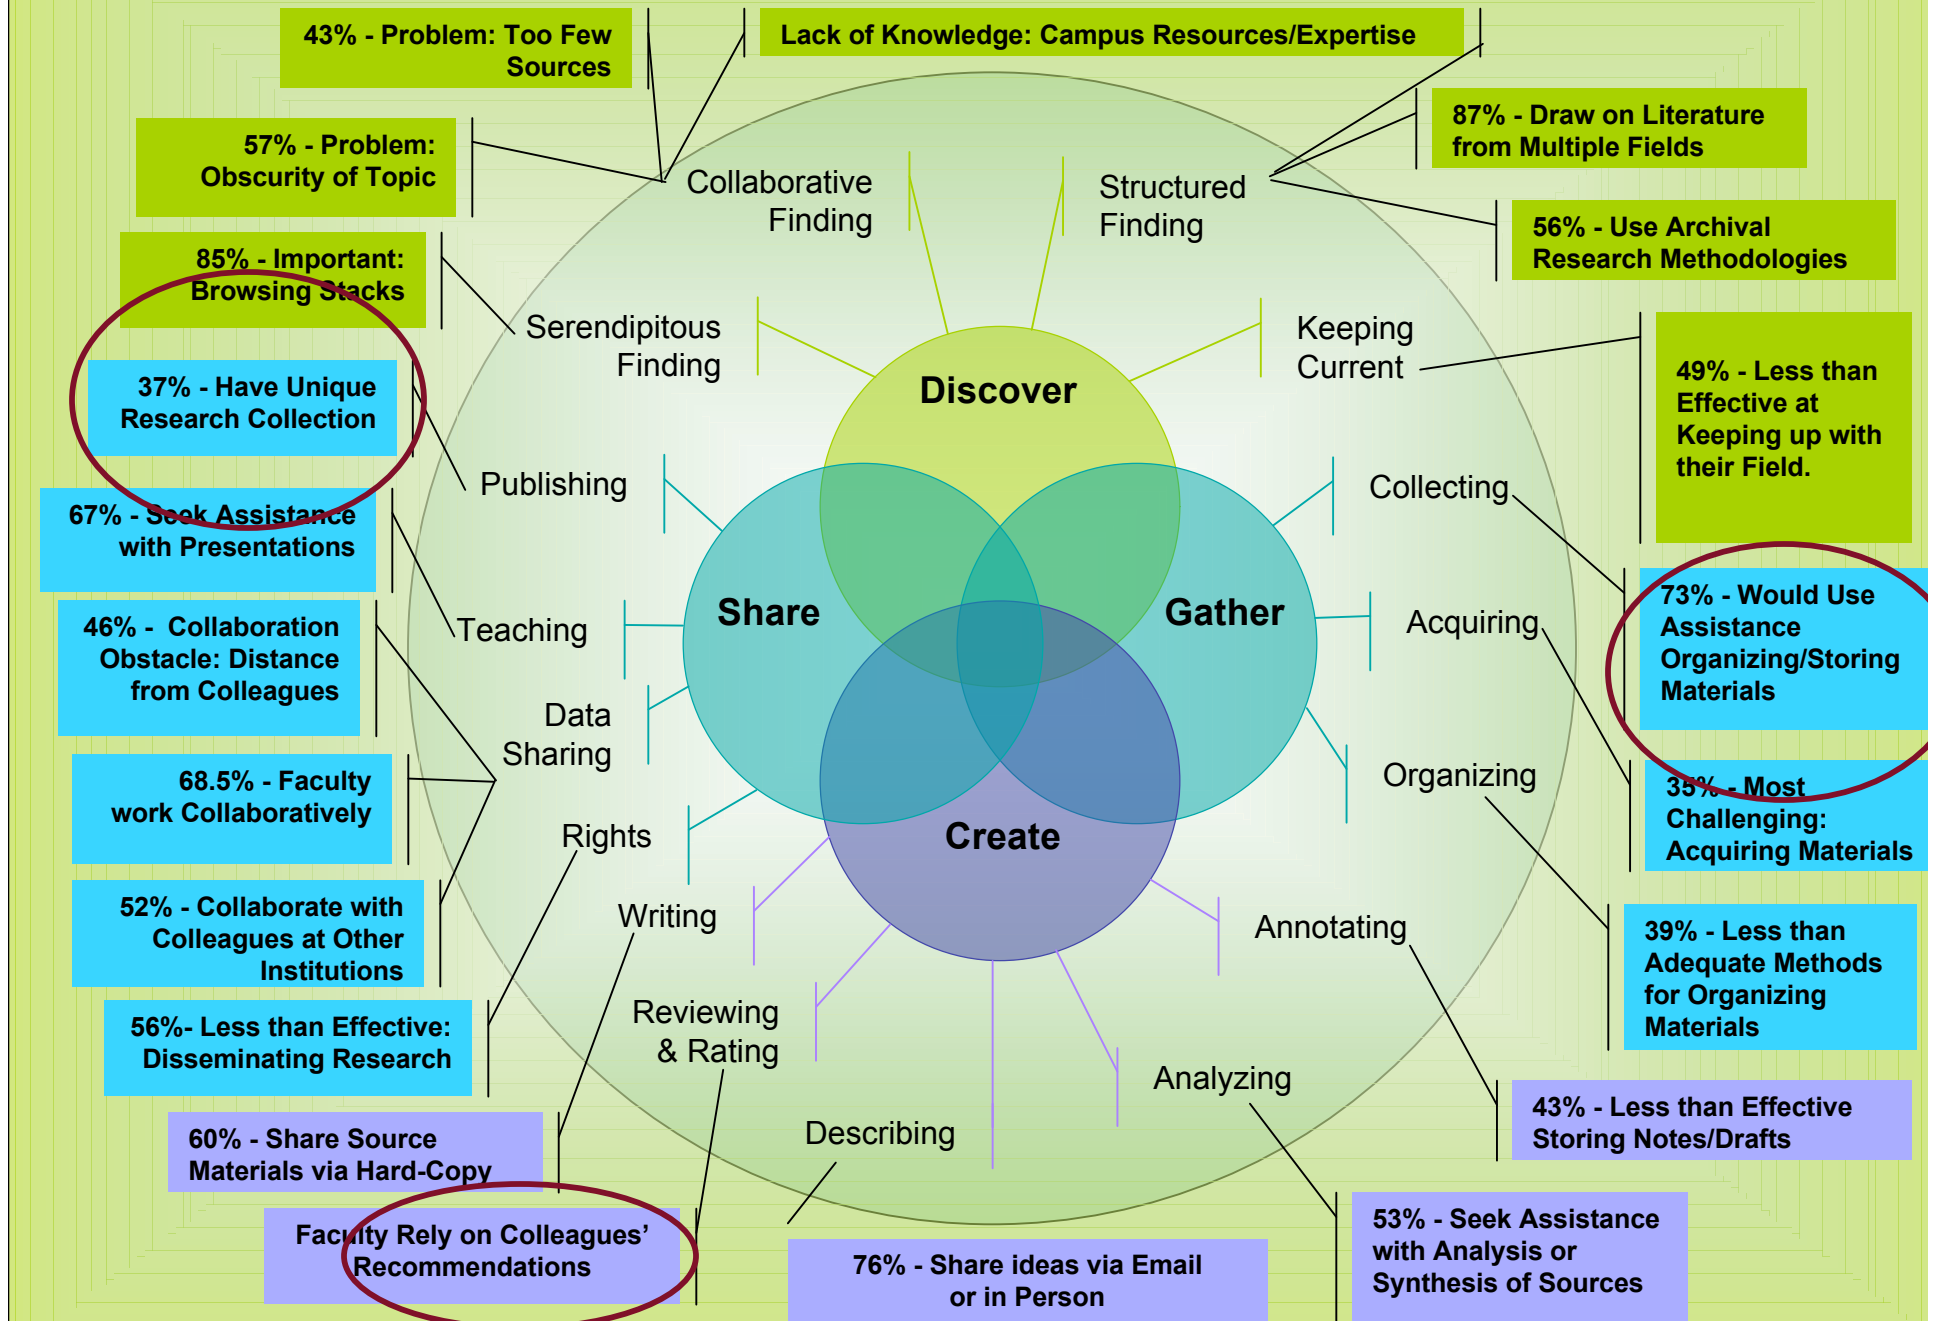 43% - Problem: Too Few
Sources
Lack of Knowledge: Campus Resources/Expertise
87% - Draw on Literature
from Multiple Fields
57% - Problem:
Obscurity of Topic
Collaborative
Finding
Structured
Finding
56% - Use Archival
Research Methodologies
85% - Important:
Browsing Stacks
Serendipitous
Finding
Keeping
Current
49% - Less than
Effective at
Keeping up with
their Field.
Discover
37% - Have Unique
Research Collection
Publishing
Collecting
67% - Seek Assistance
with Presentations
Share
Gather
73% - Would Use
Assistance
Organizing/Storing
Materials
Teaching
Acquiring
46% -  Collaboration
Obstacle: Distance
from Colleagues
Data
Sharing
Organizing
68.5% - Faculty
work Collaboratively
35% - Most
Challenging:
Acquiring Materials
Rights
Create
52% - Collaborate with
Colleagues at Other
Institutions
Writing
Annotating
39% - Less than
Adequate Methods
for Organizing
Materials
56%- Less than Effective:
Disseminating Research
Reviewing
& Rating
Analyzing
43% - Less than Effective
Storing Notes/Drafts
60% - Share Source
Materials via Hard-Copy
Describing
Faculty Rely on Colleagues’
Recommendations
76% - Share ideas via Email
or in Person
53% - Seek Assistance
with Analysis or
Synthesis of Sources